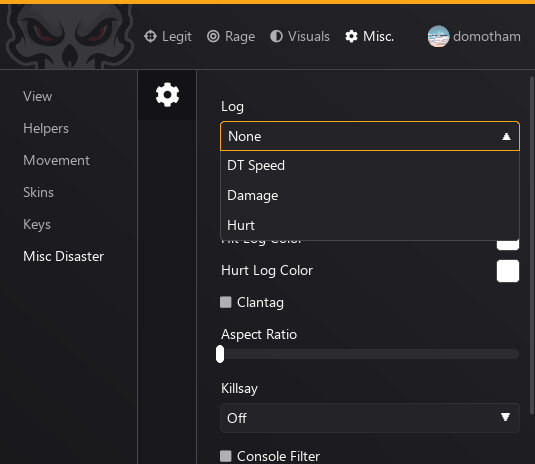 Legit
Rage
Visuals
Misc.
domotham
View
Helpers
Movement
Skins
Keys
Misc Disaster
Log
None
DT Speed
Damage
Hurt
Hit Log Color
Hurt Log Color
Clantag
Aspect Ratio
Killsay
Off
Console Filter